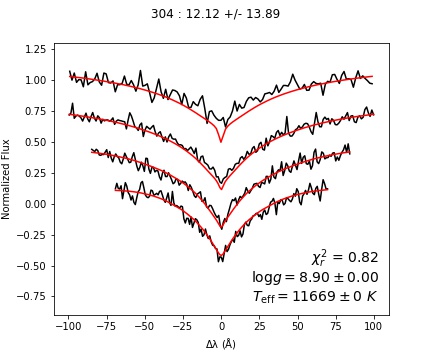 304 : 12.12 +/- 13.89
1.25
1.00
0.75
0.50
0.25
0.00
−0.25
−0.50
−0.75
Normalized Flux
χ²ᵣ = 0.82
log g = 8.90 ± 0.00
T_eff = 11669 ± 0 K
−100 −75 −50 −25 0 25 50 75 100
Δλ (Å)